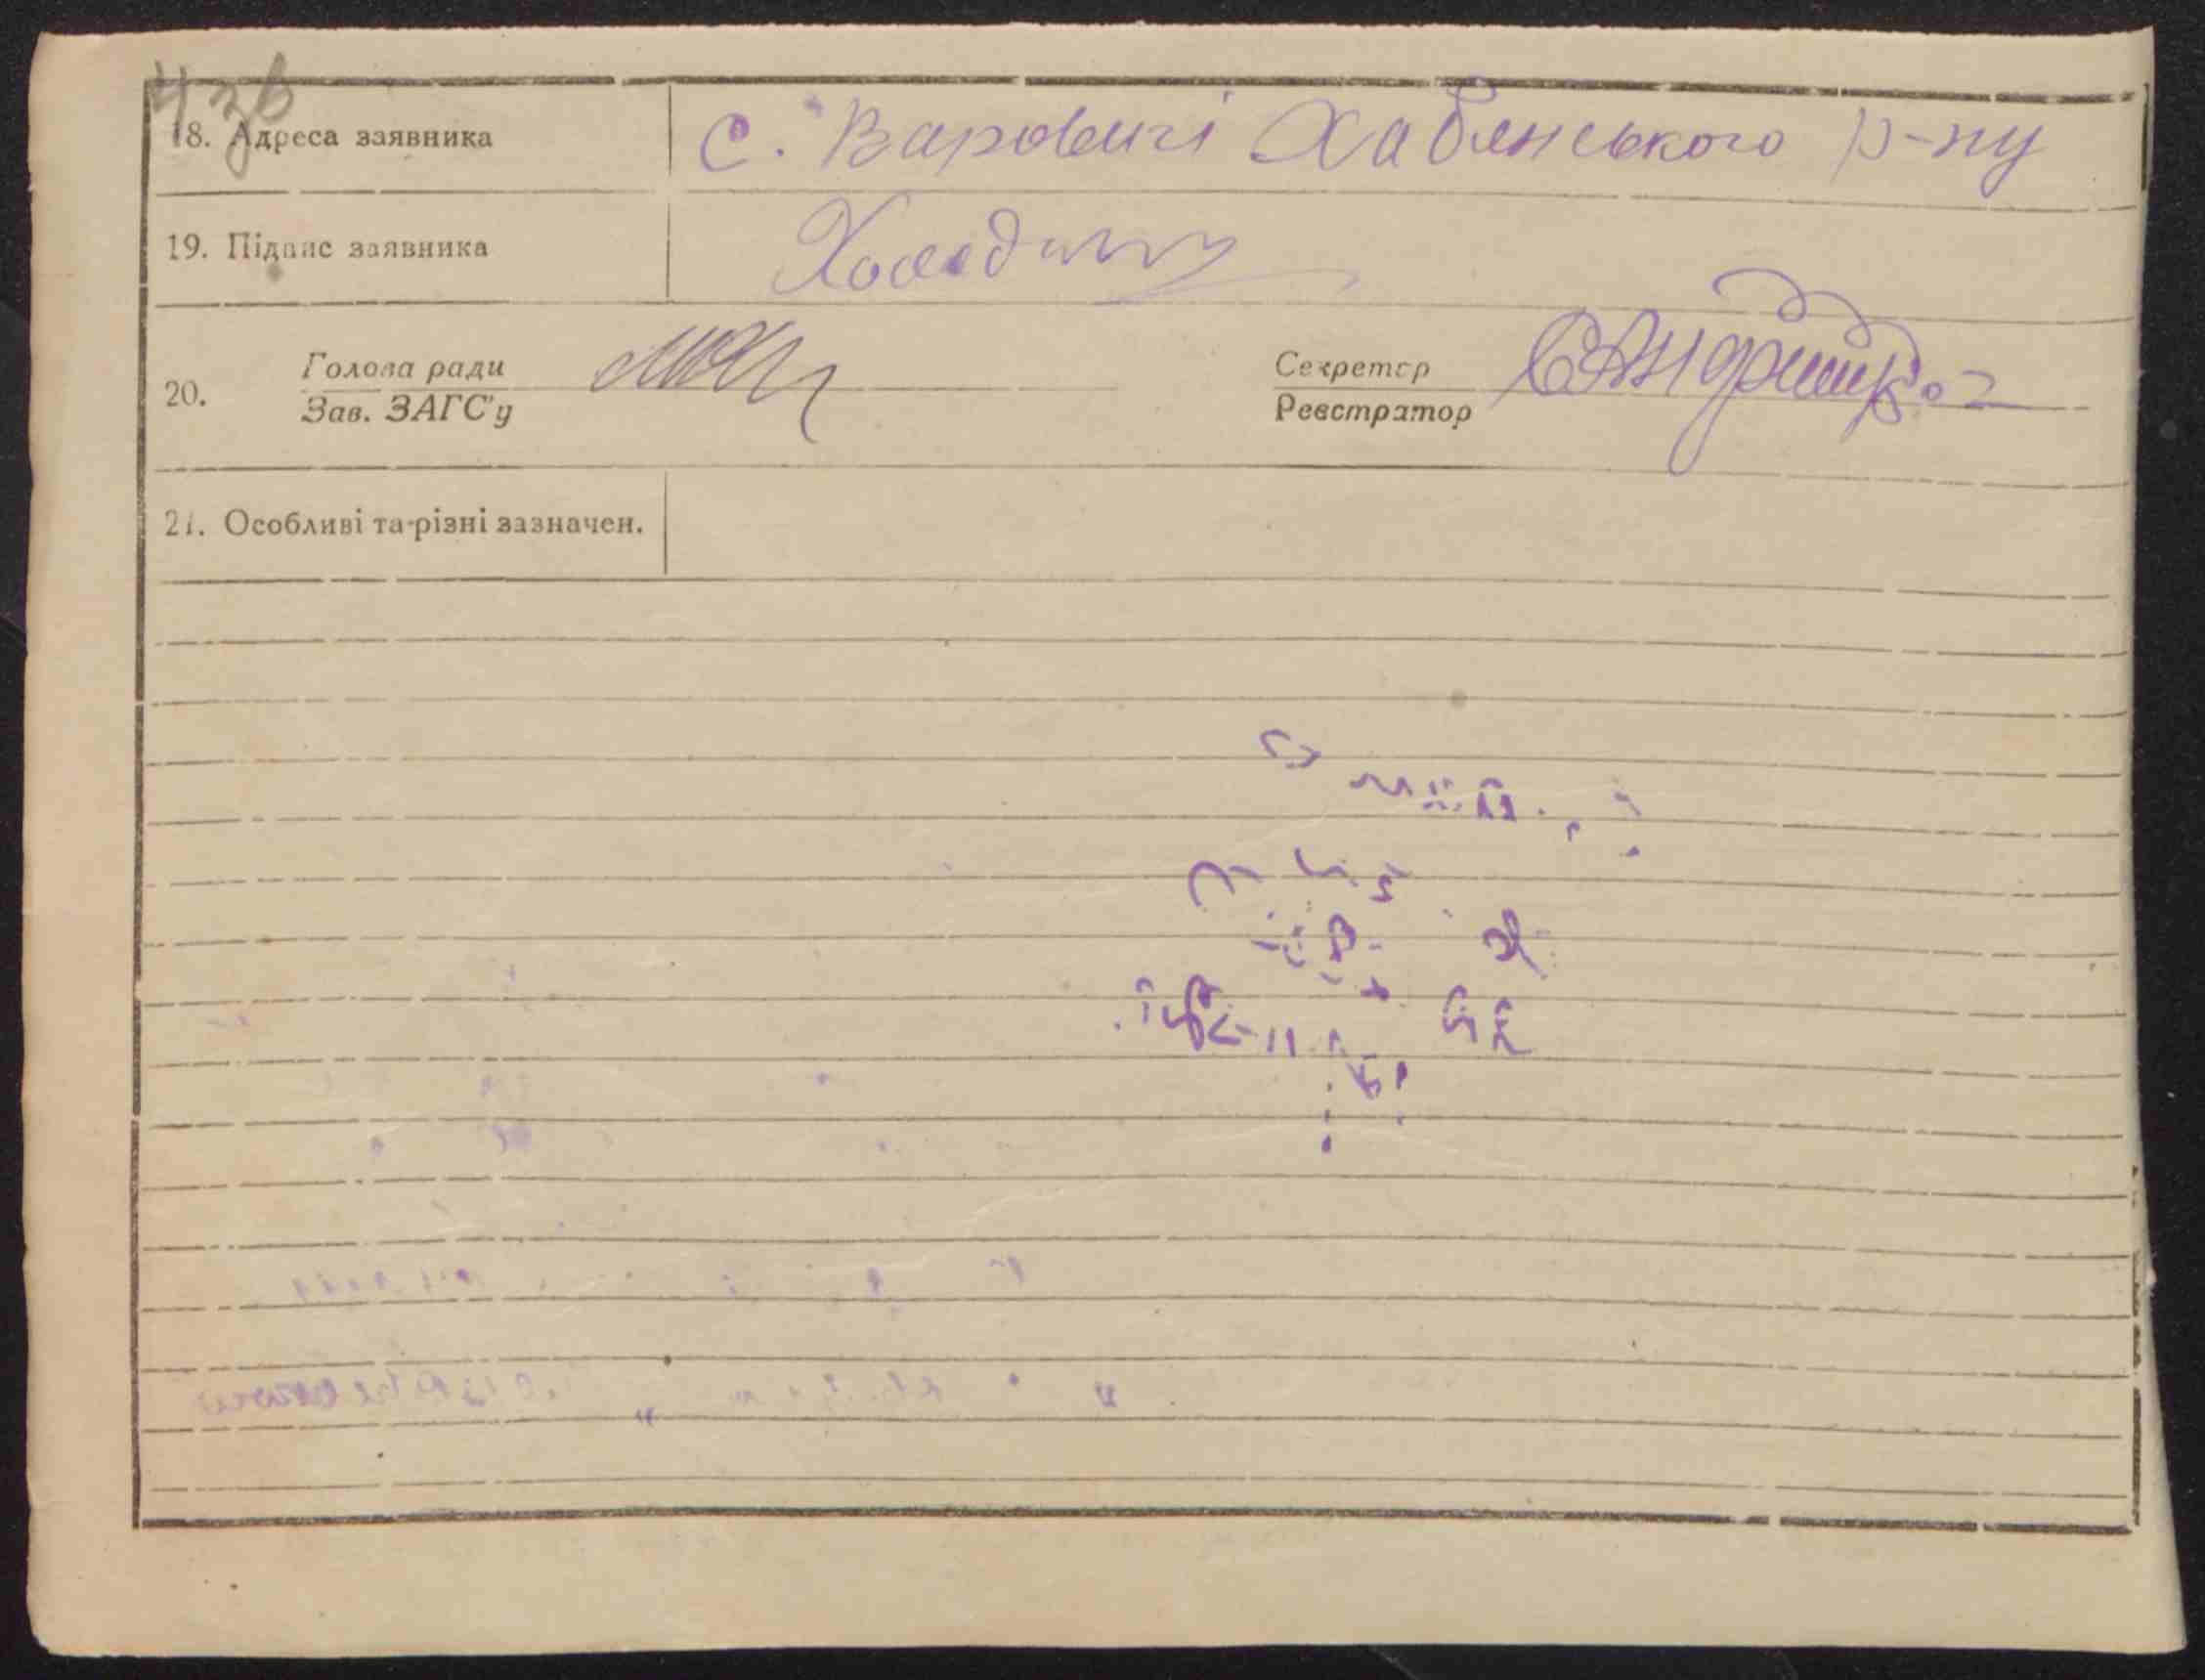 43в
18. Адреса заявника с. Варовичі Хабенського р-ну
19. Підпис заявника
20. Голова ради Секретар
Зав. ЗАГС'у Реєстратор
21. Особливі та різні зазначен.